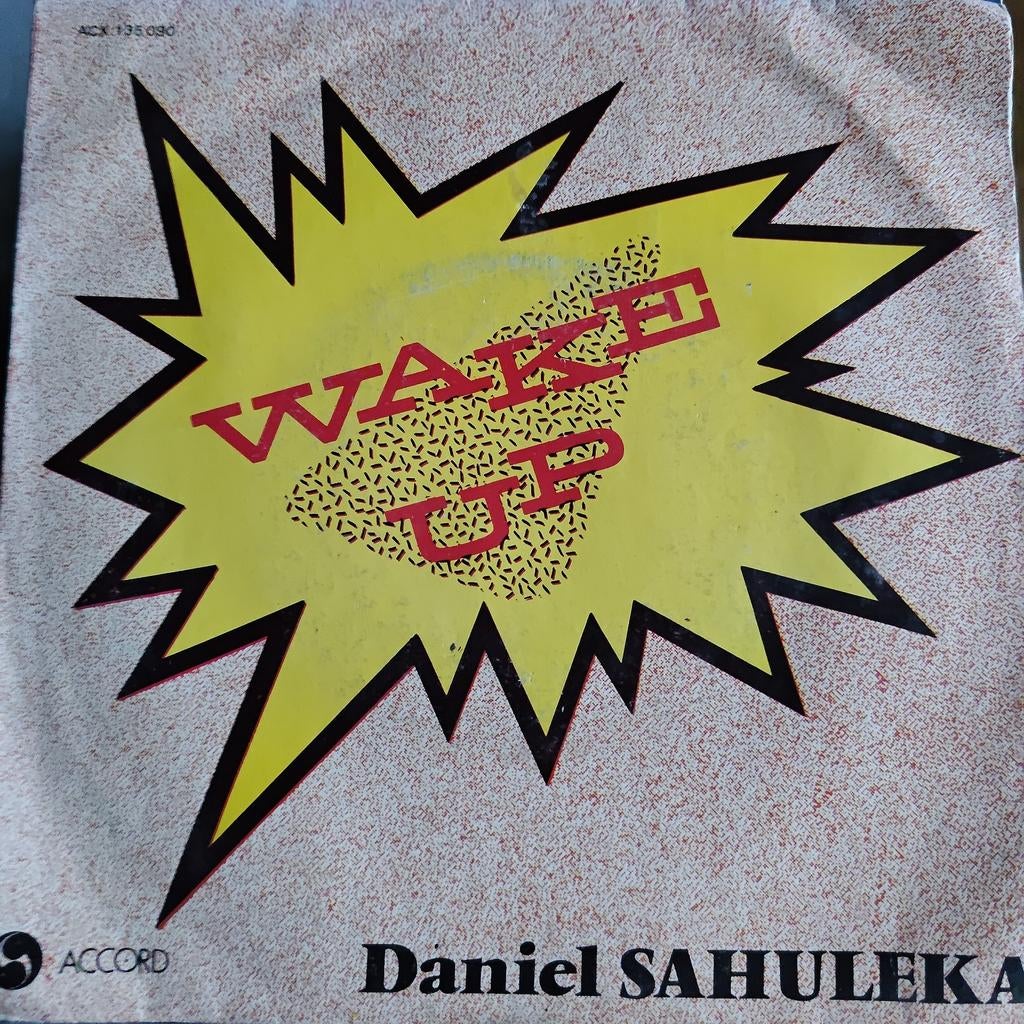 ACX 135 090
WAKE
UP
ACCORD
Daniel SAHULEKA